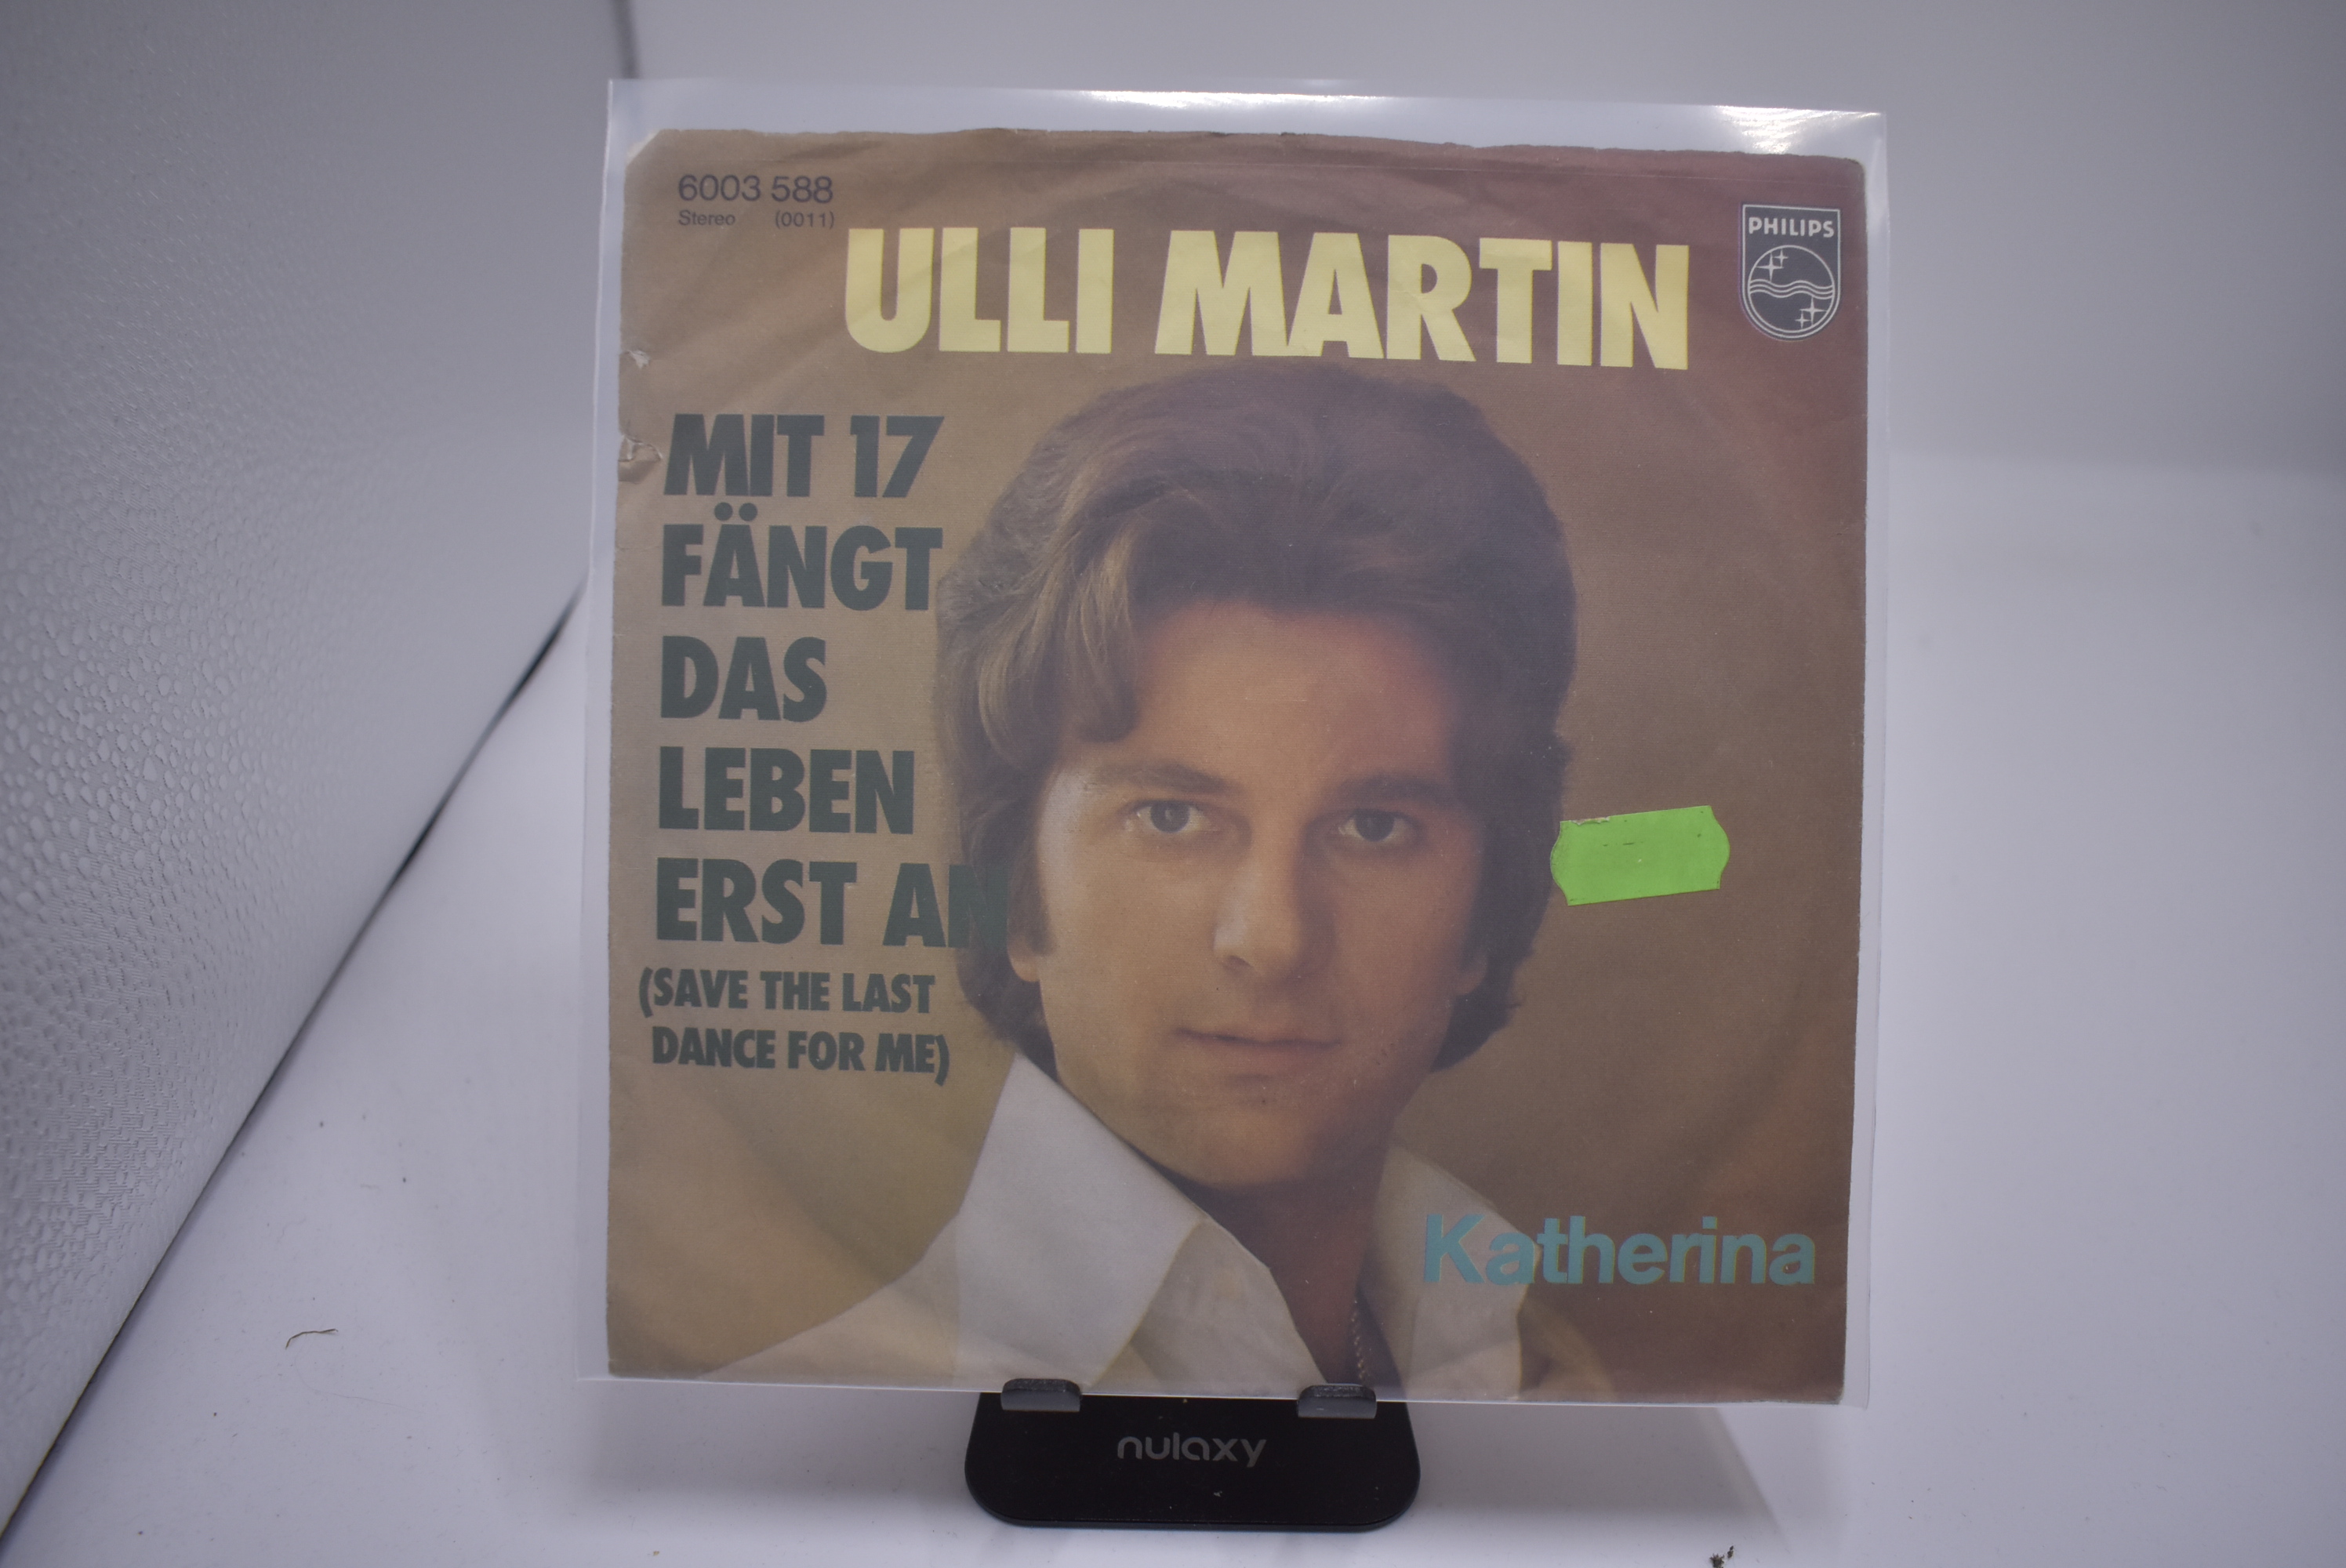 6003 588
Stereo (0011)
PHILIPS
ULLI MARTIN
MIT 17
FÄNGT
DAS
LEBEN
ERST AN
(SAVE THE LAST
DANCE FOR ME)
Katherina
nulaxy